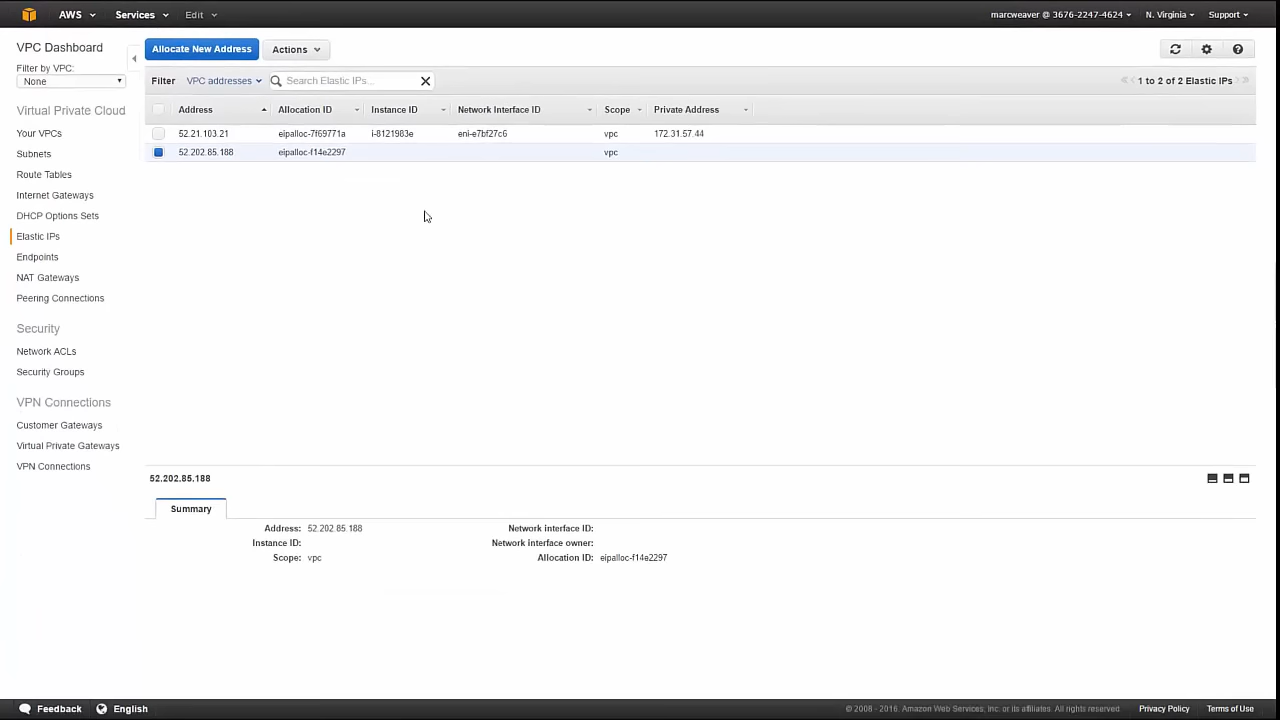 AWS Services Edit marcweaver @ 3676-2247-4624 N. Virginia Support
VPC Dashboard
Filter by VPC:
None
Virtual Private Cloud
Your VPCs
Subnets
Route Tables
Internet Gateways
DHCP Options Sets
Elastic IPs
Endpoints
NAT Gateways
Peering Connections
Security
Network ACLs
Security Groups
VPN Connections
Customer Gateways
Virtual Private Gateways
VPN Connections
Allocate New Address Actions
Filter VPC addresses Search Elastic IPs... 1 to 2 of 2 Elastic IPs
Address Allocation ID Instance ID Network Interface ID Scope Private Address
52.21.103.21 eipalloc-7f69771a i-8121983e eni-e7bf27c6 vpc 172.31.57.44
52.202.85.188 eipalloc-f14e2297 vpc
52.202.85.188
Summary
Address: 52.202.85.188 Network interface ID:
Instance ID: Network interface owner:
Scope: vpc Allocation ID: eipalloc-f14e2297
Feedback English © 2008 - 2016, Amazon Web Services, Inc. or its affiliates. All rights reserved. Privacy Policy Terms of Use